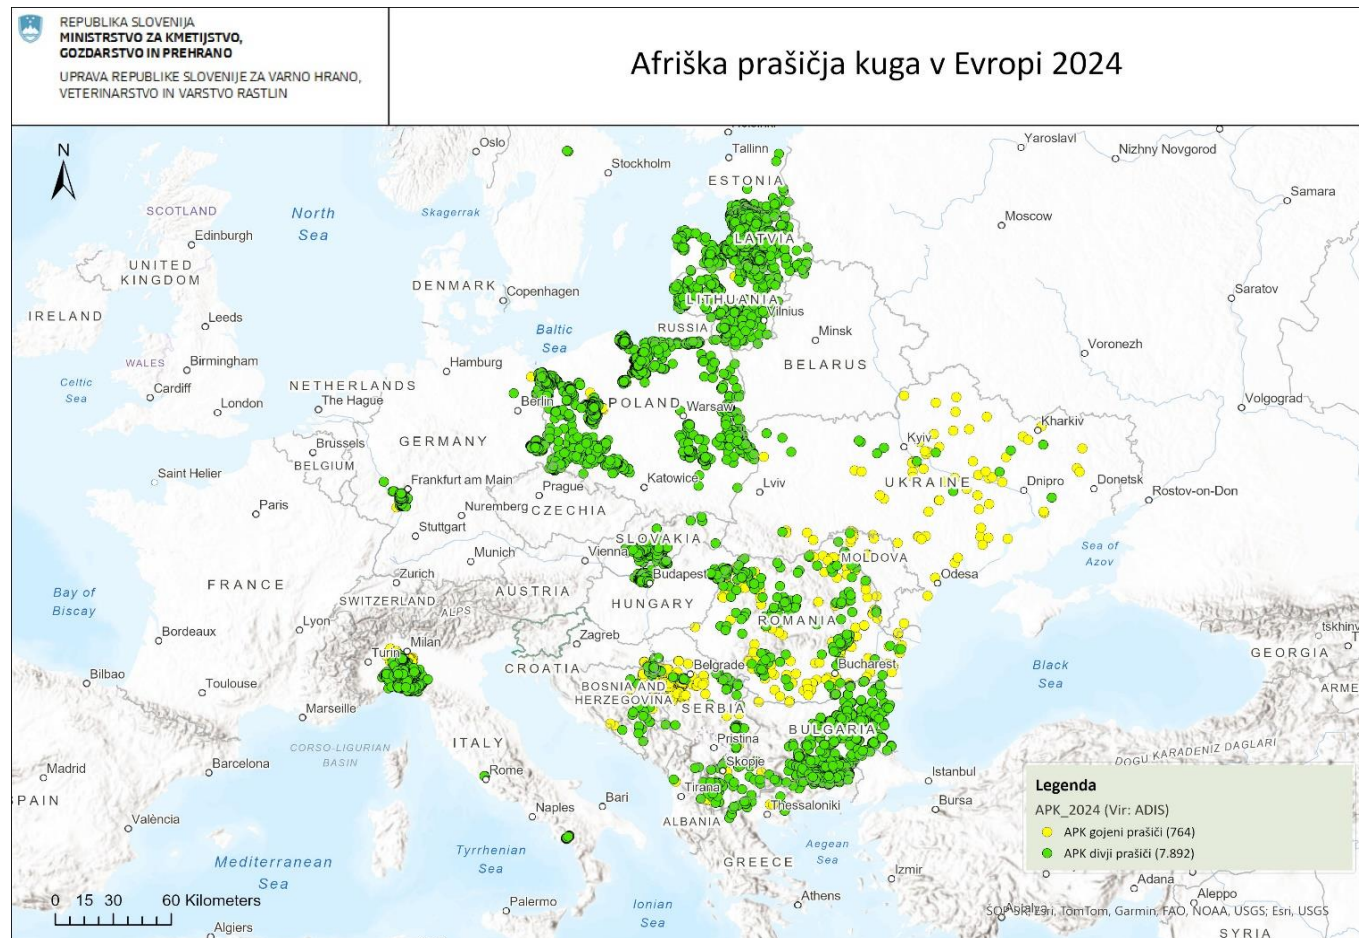 REPUBLIKA SLOVENIJA
MINISTRSTVO ZA KMETIJSTVO,
GOZDARSTVO IN PREHRANO
UPRAVA REPUBLIKE SLOVENIJE ZA VARNO HRANO,
VETERINARSTVO IN VARSTVO RASTLIN
Afriška prašičja kuga v Evropi 2024
N
Oslo
Stockholm
Tallinn
ESTONIA
Yaroslavl
Nizhny Novgorod
Samara
Moscow
SCOTLAND
Edinburgh
North
Sea
Skagerrak
LATVIA
UNITED
KINGDOM
DENMARK
Copenhagen
IRELAND
Leeds
LITHUANIA
Vilnius
Saratov
Baltic
Sea
RUSSIA
Minsk
WALES
Birmingham
Hamburg
BELARUS
Voronezh
Celtic
Sea
Cardiff
London
NETHERLANDS
The Hague
Berlin
POLAND
Warsaw
Volgograd
Brussels
BELGIUM
GERMANY
Kyiv
Kharkiv
Saint Helier
Frankfurt am Main
Prague
Katowice
Lviv
UKRAINE
Dnipro
Donetsk
Rostov-on-Don
Paris
Nuremberg
CZECHIA
Stuttgart
SLOVAKIA
Munich
Vienna
MOLDOVA
Sea of
Azov
Bay of
Biscay
FRANCE
Zurich
SWITZERLAND
ALPS
AUSTRIA
Budapest
HUNGARY
Odesa
Lyon
ROMANIA
Bordeaux
Milan
Turin
Zagreb
CROATIA
Belgrade
Bucharest
GEORGIA
Bilbao
Toulouse
Black
Sea
BOSNIA AND
HERZEGOVINA
SERBIA
Marseille
ITALY
CORSO-LIGURIAN
BASIN
Pristina
BULGARIA
DOGU KARADENIZ DAGLARI
Madrid
Barcelona
Rome
Skopje
Istanbul
Tirana
Bursa
Naples
Bari
Thessaloniki
València
ALBANIA
Mediterranean
Sea
Tyrrhenian
Sea
Aegean
Sea
GREECE
Izmir
Athens
Adana
Aleppo
Palermo
Ionian
Sea
Algiers
SYRIA
Legenda
APK_2024 (Vir: ADIS)
APK gojeni prašiči (764)
APK divji prašiči (7.892)
0 15 30 60 Kilometers
Esri, TomTom, Garmin, FAO, NOAA, USGS; Esri, USGS